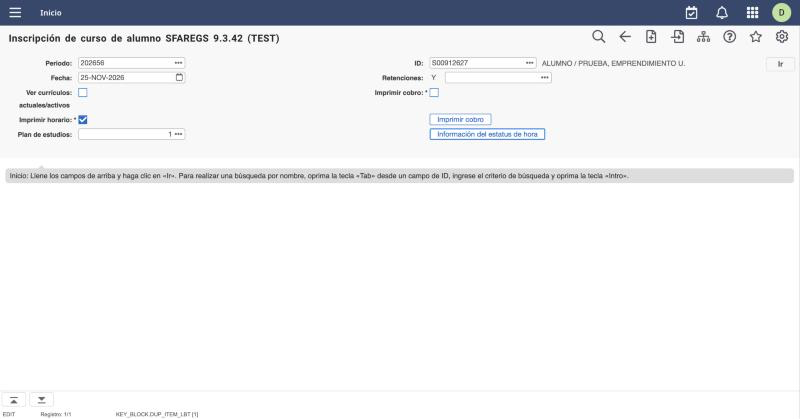 Inicio
D
Inscripción de curso de alumno SFAREGS 9.3.42 (TEST)
Periodo: 202656 ID: S00912627 ALUMNO / PRUEBA, EMPRENDIMIENTO U. Ir
Fecha: 25-NOV-2026 Retenciones: Y
Ver currículos: Imprimir cobro: *
actuales/activos
Imprimir horario: * Imprimir cobro
Plan de estudios: 1 Información del estatus de hora
Inicio: Llene los campos de arriba y haga clic en «Ir». Para realizar una búsqueda por nombre, oprima la tecla «Tab» desde un campo de ID, ingrese el criterio de búsqueda y oprima la tecla «Intro».
EDIT Registro: 1/1 KEY_BLOCK.DUP_ITEM_LBT [1]